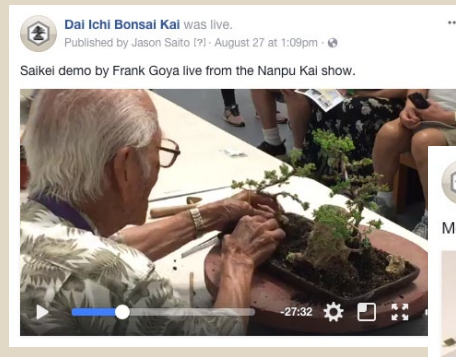 Dai Ichi Bonsai Kai was live.
Published by Jason Saito [?] · August 27 at 1:09pm ·
Saikei demo by Frank Goya live from the Nanpu Kai show.
-27:32